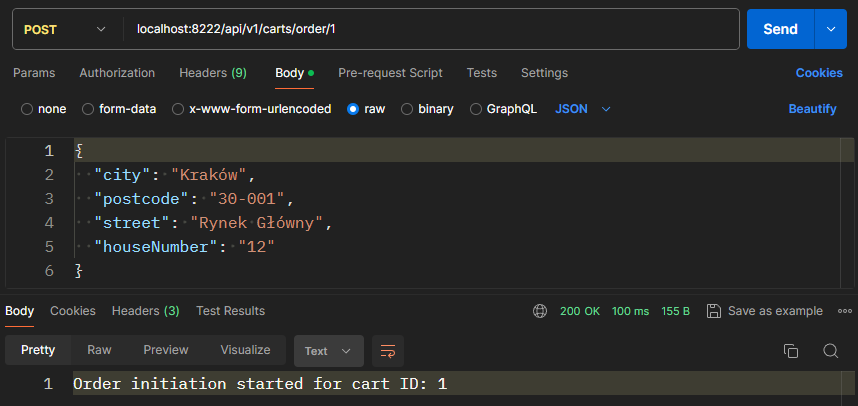 POST localhost:8222/api/v1/carts/order/1 Send
Params Authorization Headers (9) Body Pre-request Script Tests Settings Cookies
none form-data x-www-form-urlencoded raw binary GraphQL JSON Beautify
1 {
2 "city": "Kraków",
3 "postcode": "30-001",
4 "street": "Rynek Główny",
5 "houseNumber": "12"
6 }
Body Cookies Headers (3) Test Results 200 OK 100 ms 155 B Save as example
Pretty Raw Preview Visualize Text
1 Order initiation started for cart ID: 1